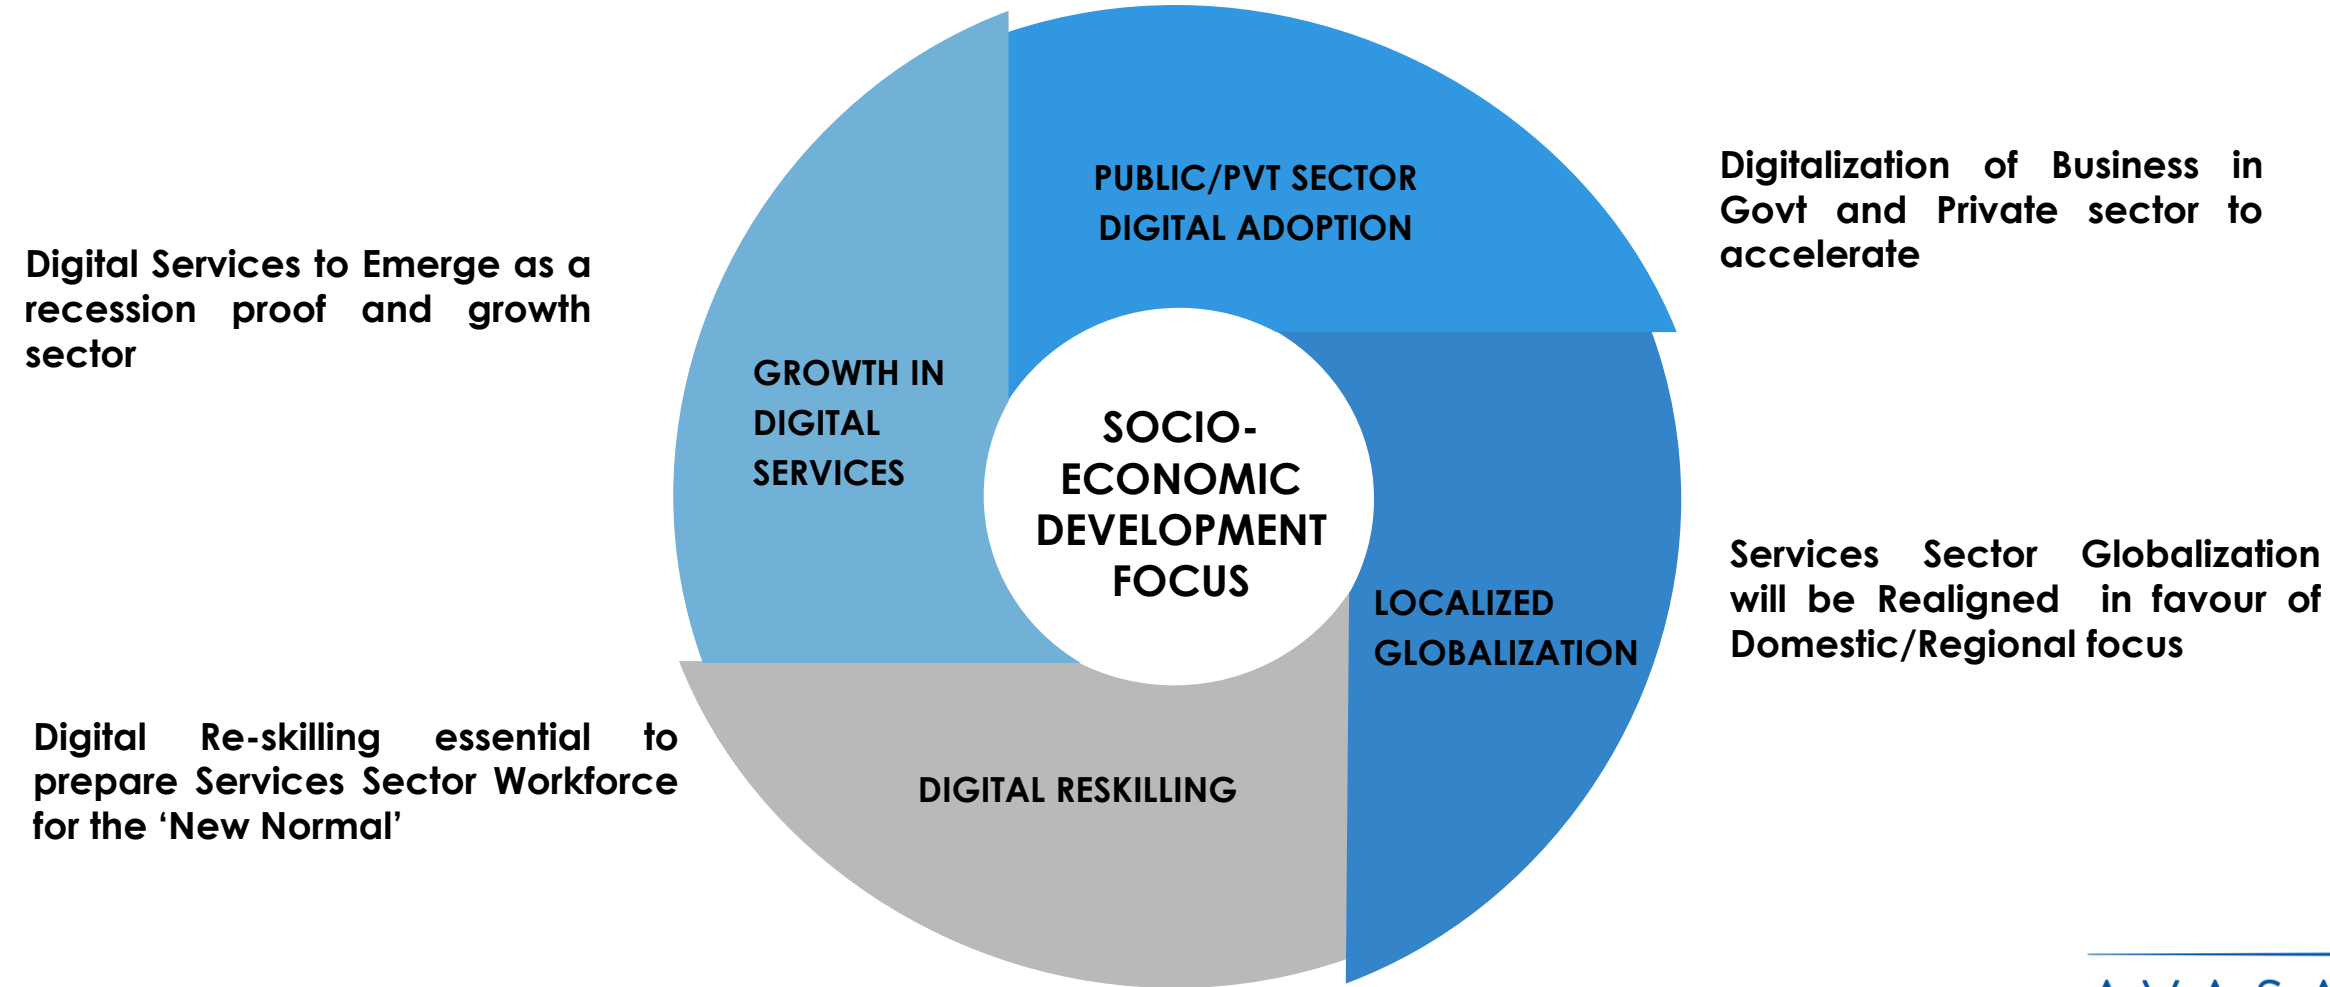 PUBLIC/PVT SECTOR
DIGITAL ADOPTION
Digitalization of Business in
Govt and Private sector to
accelerate
Digital Services to Emerge as a
recession proof and growth
sector
GROWTH IN
DIGITAL
SERVICES
SOCIO-
ECONOMIC
DEVELOPMENT
FOCUS
LOCALIZED
GLOBALIZATION
Services Sector Globalization
will be Realigned in favour of
Domestic/Regional focus
Digital Re-skilling essential to
prepare Services Sector Workforce
for the ‘New Normal’
DIGITAL RESKILLING